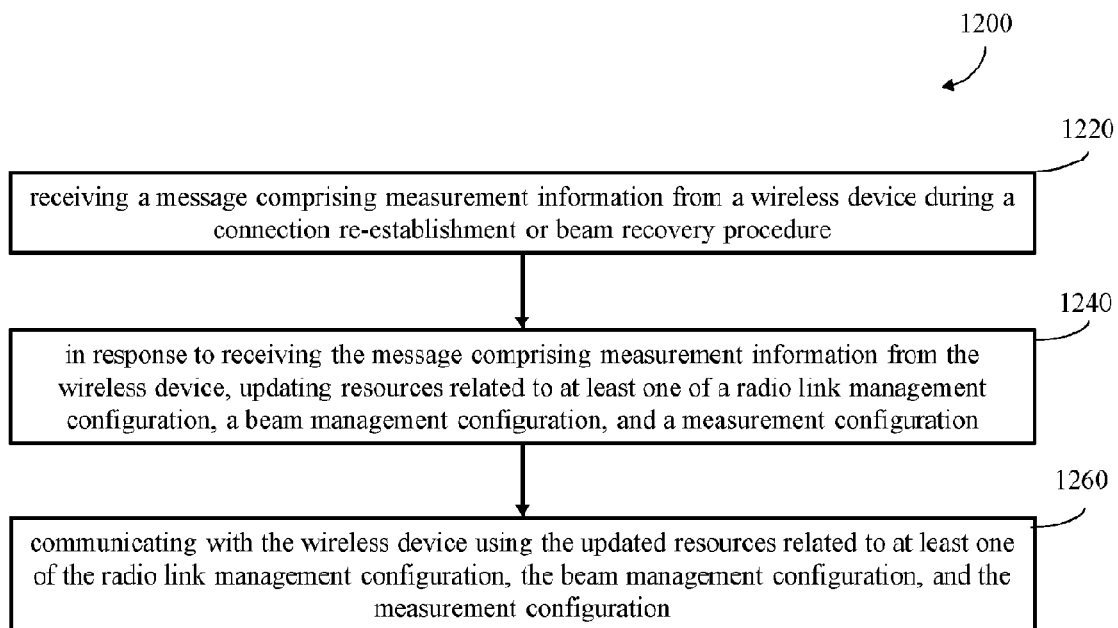 1200
1220
receiving a message comprising measurement information from a wireless device during a
connection re-establishment or beam recovery procedure
1240
in response to receiving the message comprising measurement information from the
wireless device, updating resources related to at least one of a radio link management
configuration, a beam management configuration, and a measurement configuration
1260
communicating with the wireless device using the updated resources related to at least one
of the radio link management configuration, the beam management configuration, and the
measurement configuration